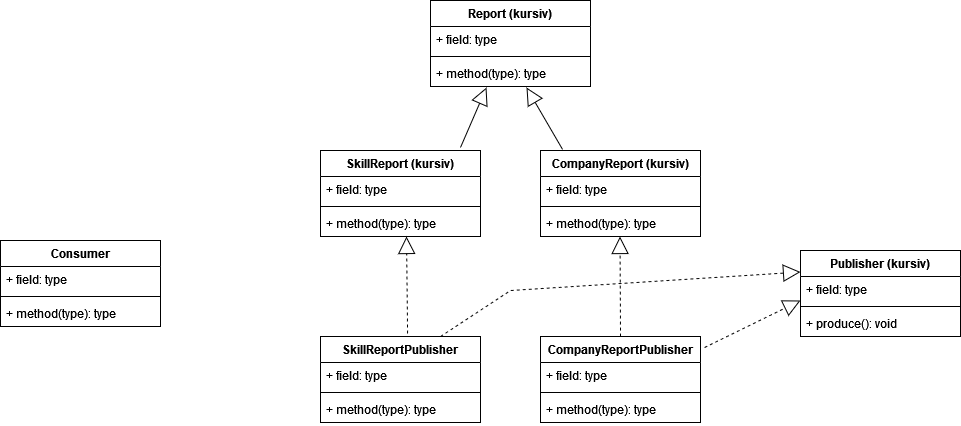 Report (kursiv)
+ field: type
+ method(type): type
SkillReport (kursiv)
+ field: type
+ method(type): type
CompanyReport (kursiv)
+ field: type
+ method(type): type
Consumer
+ field: type
+ method(type): type
Publisher (kursiv)
+ field: type
+ produce(): void
SkillReportPublisher
+ field: type
+ method(type): type
CompanyReportPublisher
+ field: type
+ method(type): type